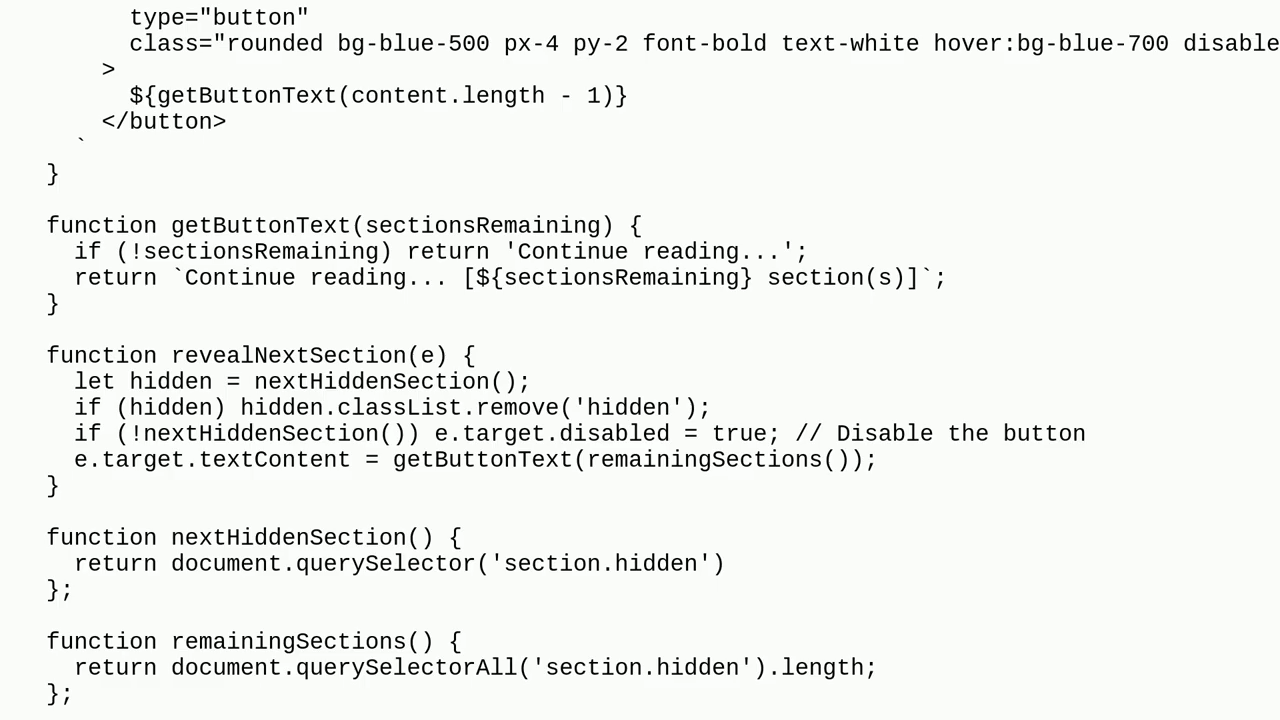 type="button"
class="rounded bg-blue-500 px-4 py-2 font-bold text-white hover:bg-blue-700 disable
>
${getButtonText(content.length - 1)}
</button>
`
}
function getButtonText(sectionsRemaining) {
if (!sectionsRemaining) return 'Continue reading...';
return `Continue reading... [${sectionsRemaining} section(s)]`;
}
function revealNextSection(e) {
let hidden = nextHiddenSection();
if (hidden) hidden.classList.remove('hidden');
if (!nextHiddenSection()) e.target.disabled = true; // Disable the button
e.target.textContent = getButtonText(remainingSections());
}
function nextHiddenSection() {
return document.querySelector('section.hidden')
};
function remainingSections() {
return document.querySelectorAll('section.hidden').length;
};